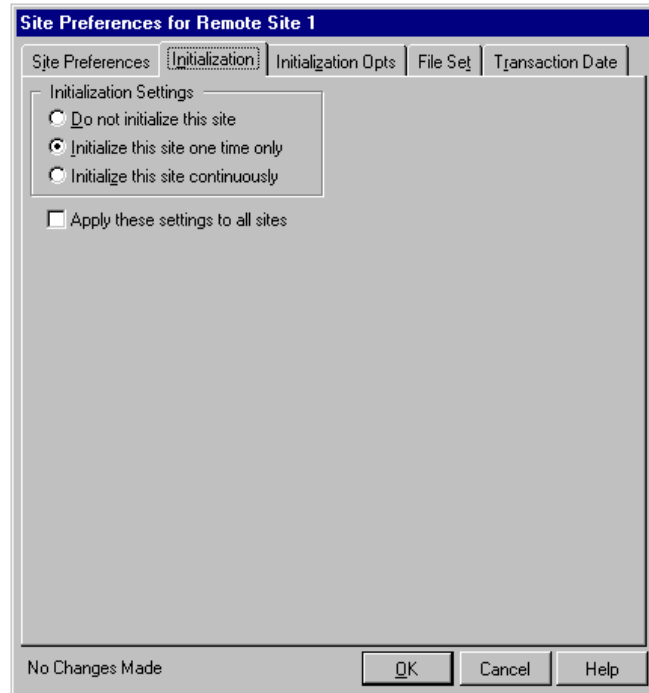 Site Preferences for Remote Site 1
Site Preferences Initialization Initialization Opts File Set Transaction Date
Initialization Settings
Do not initialize this site
Initialize this site one time only
Initialize this site continuously
Apply these settings to all sites
No Changes Made OK Cancel Help